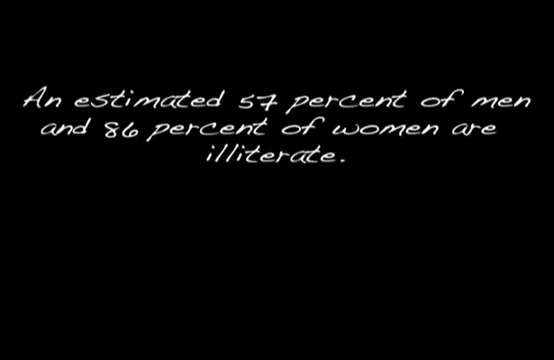 An estimated 57 percent of men
and 86 percent of women are
illiterate.